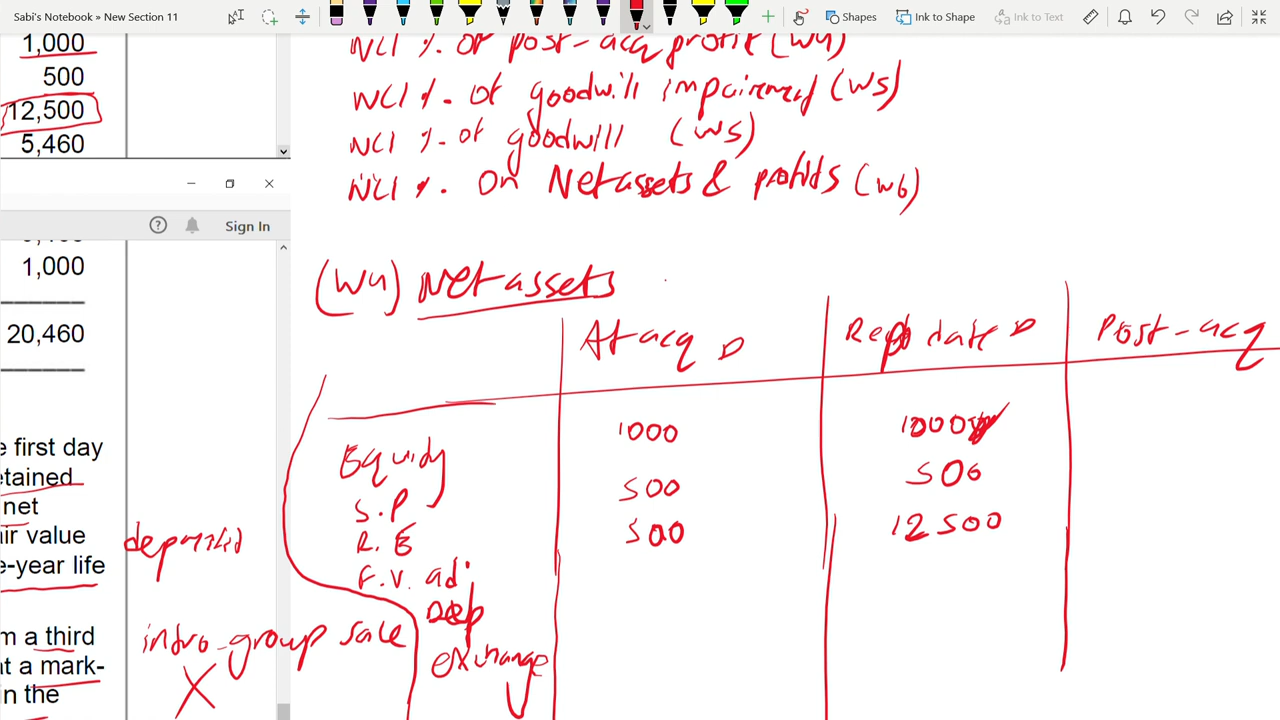 Sabi's Notebook » New Section 11
Shapes
Ink to Shape
Ink to Text
1,000
500
12,500
5,460
Sign In
1,000
20,460
e first day
etained
net
ir value
e-year life
m a third
at a mark-
in the
NCI %. of post-acq profit (W4)
NCI %. of goodwill impairment (W5)
NCI %. of goodwill (W5)
NCI %. On Net assets & profits (W6)
(W4) Net assets
At acq D
Rep date D
Post-acq
Equity 1000 1000
S.P 500 500
R.E 500 12500
F.V. adj
Dep
exchange
intro-group sale
X